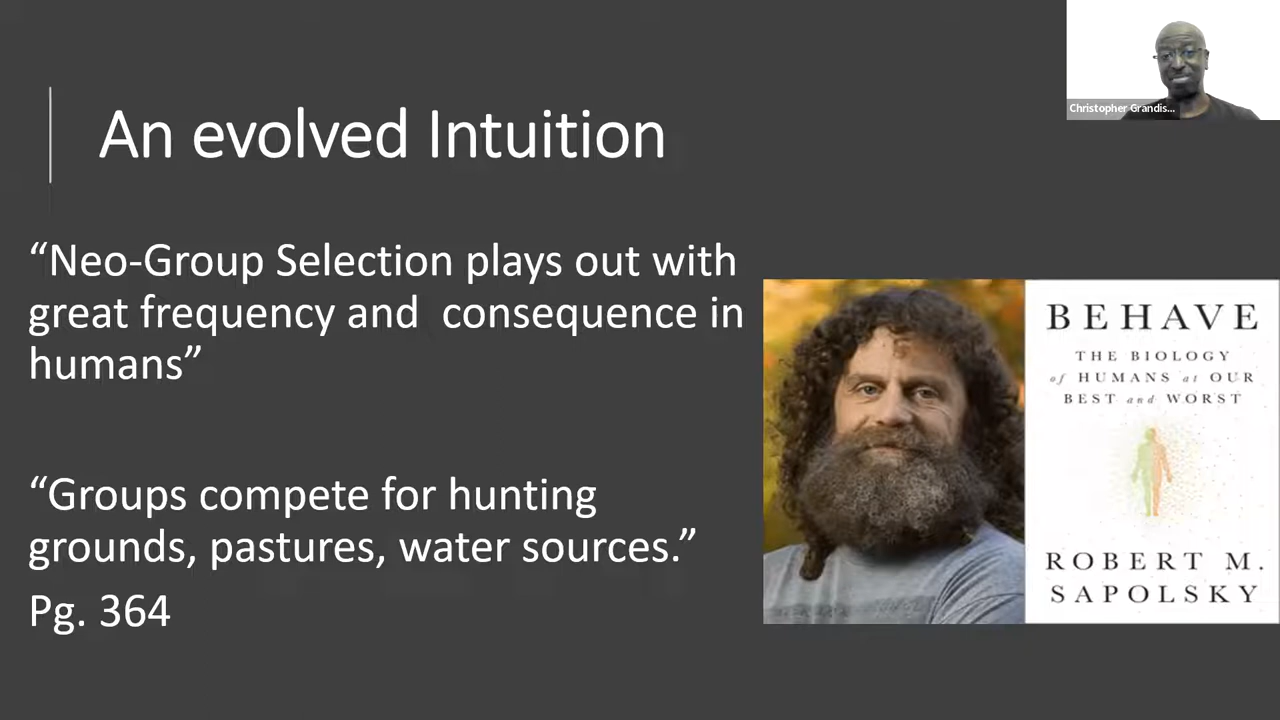 Christopher Grandis...
An evolved Intuition
“Neo-Group Selection plays out with
great frequency and  consequence in
humans”
“Groups compete for hunting
grounds, pastures, water sources.”
Pg. 364
BEHAVE
THE BIOLOGY
of HUMANS at OUR
BEST and WORST
ROBERT M.
SAPOLSKY